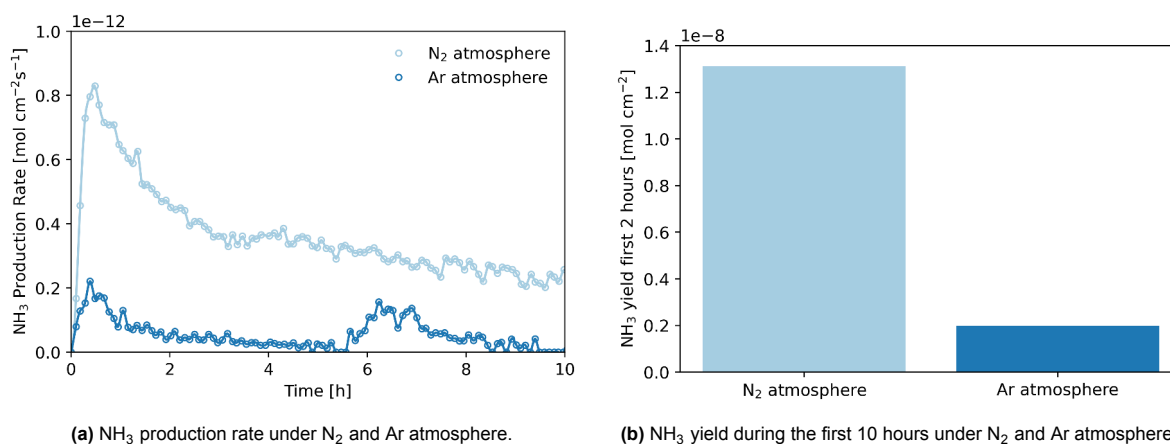 1e−12
NH₃ Production Rate [mol cm⁻²s⁻¹]
1.0
0.8
0.6
0.4
0.2
0.0
N₂ atmosphere
Ar atmosphere
0 2 4 6 8 10
Time [h]
(a) NH₃ production rate under N₂ and Ar atmosphere.
1e−8
NH₃ yield first 2 hours [mol cm⁻²]
1.4
1.2
1.0
0.8
0.6
0.4
0.2
0.0
N₂ atmosphere Ar atmosphere
(b) NH₃ yield during the first 10 hours under N₂ and Ar atmosphere